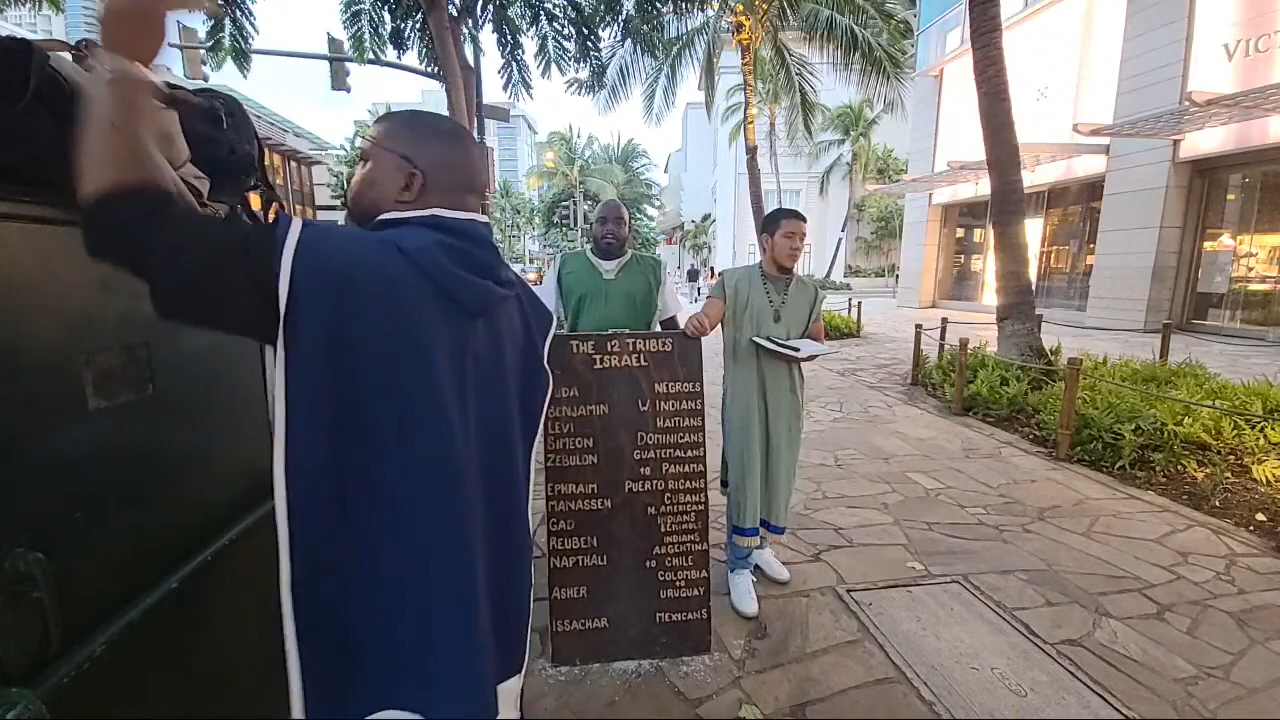 VICT
THE 12 TRIBES
ISRAEL
JUDA NEGROES
BENJAMIN W. INDIANS
LEVI HAITIANS
SIMEON DOMINICANS
ZEBULON GUATEMALANS
to PANAMA
EPHRAIM PUERTO RICANS
MANASSEH CUBANS
GAD N. AMERICAN
INDIANS
REUBEN SEMINOLE
INDIANS
NAPTHALI ARGENTINA
to CHILE
ASHER COLOMBIA
to
URUGUAY
ISSACHAR MEXICANS